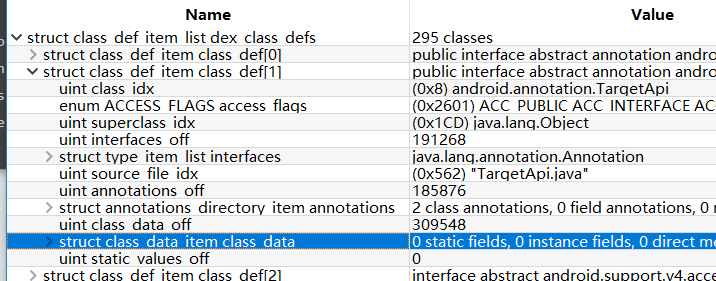 Name Value
struct class_def_item_list dex_class_defs 295 classes
struct class_def_item class_def[0] public interface abstract annotation andro
struct class_def_item class_def[1] public interface abstract annotation andro
uint class_idx (0x8) android.annotation.TargetApi
enum ACCESS_FLAGS access_flags (0x2601) ACC_PUBLIC ACC_INTERFACE AC
uint superclass_idx (0x1CD) java.lang.Object
uint interfaces_off 191268
struct type_item_list interfaces java.lang.annotation.Annotation
uint source_file_idx (0x562) "TargetApi.java"
uint annotations_off 185876
struct annotations_directory_item annotations 2 class annotations, 0 field annotations, 0 r
uint class_data_off 309548
struct class_data_item class_data 0 static fields, 0 instance fields, 0 direct me
uint static_values_off 0
struct class_def_item class_def[2] interface abstract android.support.v4.acce